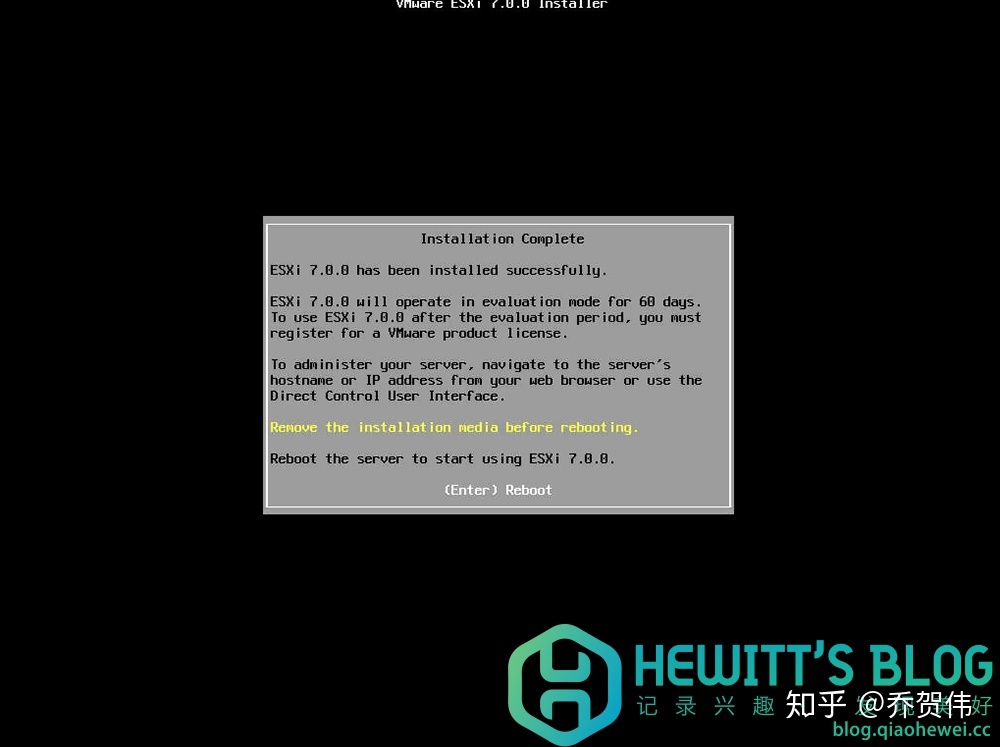 VMware ESXi 7.0.0 Installer
Installation Complete
ESXi 7.0.0 has been installed successfully.
ESXi 7.0.0 will operate in evaluation mode for 60 days.
To use ESXi 7.0.0 after the evaluation period, you must
register for a VMware product license.
To administer your server, navigate to the server's
hostname or IP address from your web browser or use the
Direct Control User Interface.
Remove the installation media before rebooting.
Reboot the server to start using ESXi 7.0.0.
(Enter) Reboot
HEWITT'S BLOG
记录兴趣 好
知乎 @乔贺伟
blog.qiaohewei.cc